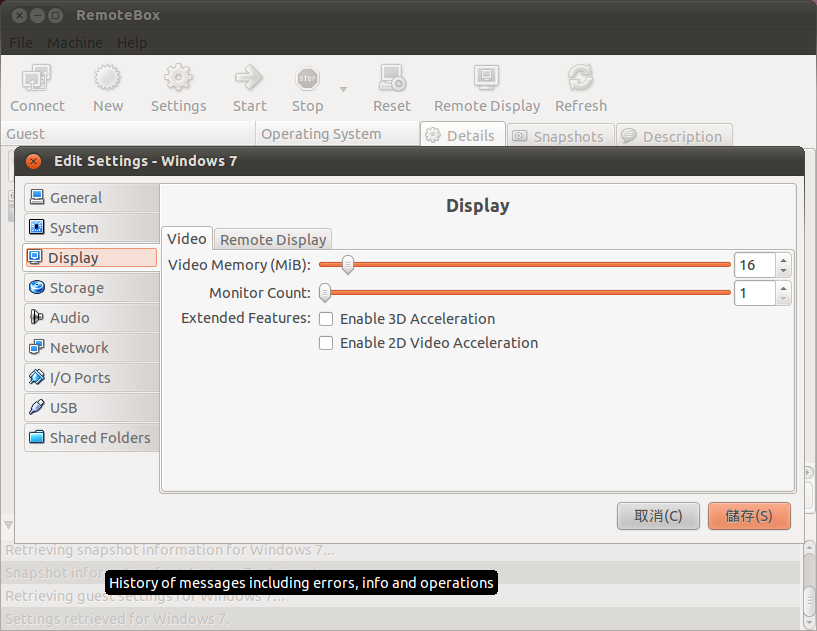 RemoteBox
File Machine Help
Connect New Settings Start Stop Reset Remote Display Refresh
STOP
Guest Operating System Details Snapshots Description
Edit Settings - Windows 7
General
System
Display
Storage
Audio
Network
I/O Ports
USB
Shared Folders
Display
Video Remote Display
Video Memory (MiB): 16
Monitor Count: 1
Extended Features: Enable 3D Acceleration
Enable 2D Video Acceleration
取消(C) 儲存(S)
Retrieving snapshot information for Windows 7...
Snapshot infor
History of messages including errors, info and operations
Retrieving guest settings for Windows 7...
Settings retrieved for Windows 7.